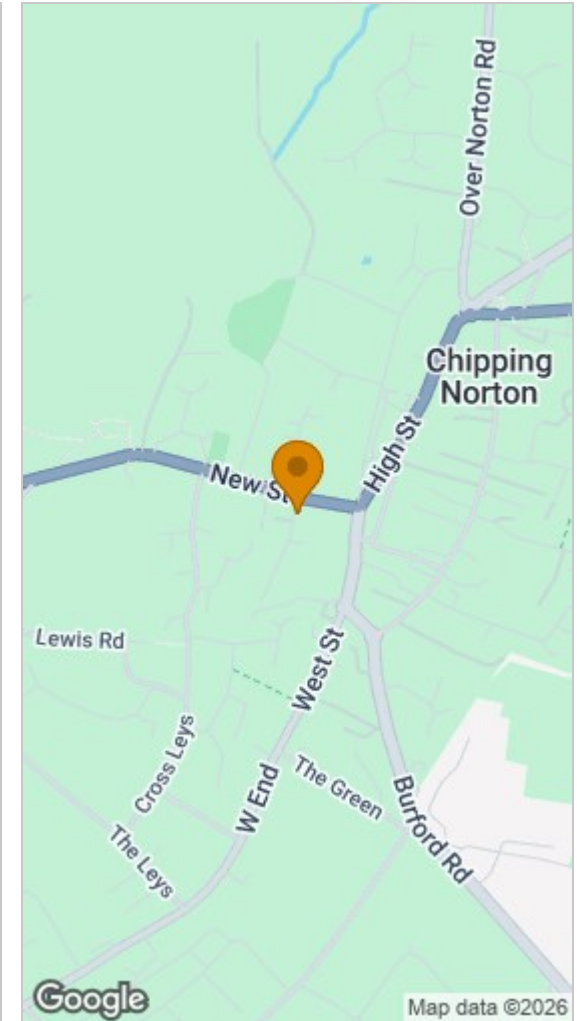 Over Norton Rd
Chipping
Norton
High St
New St
Lewis Rd
West St
Cross Leys
W End
The Green
Burford Rd
The Leys
Google
Map data ©2026